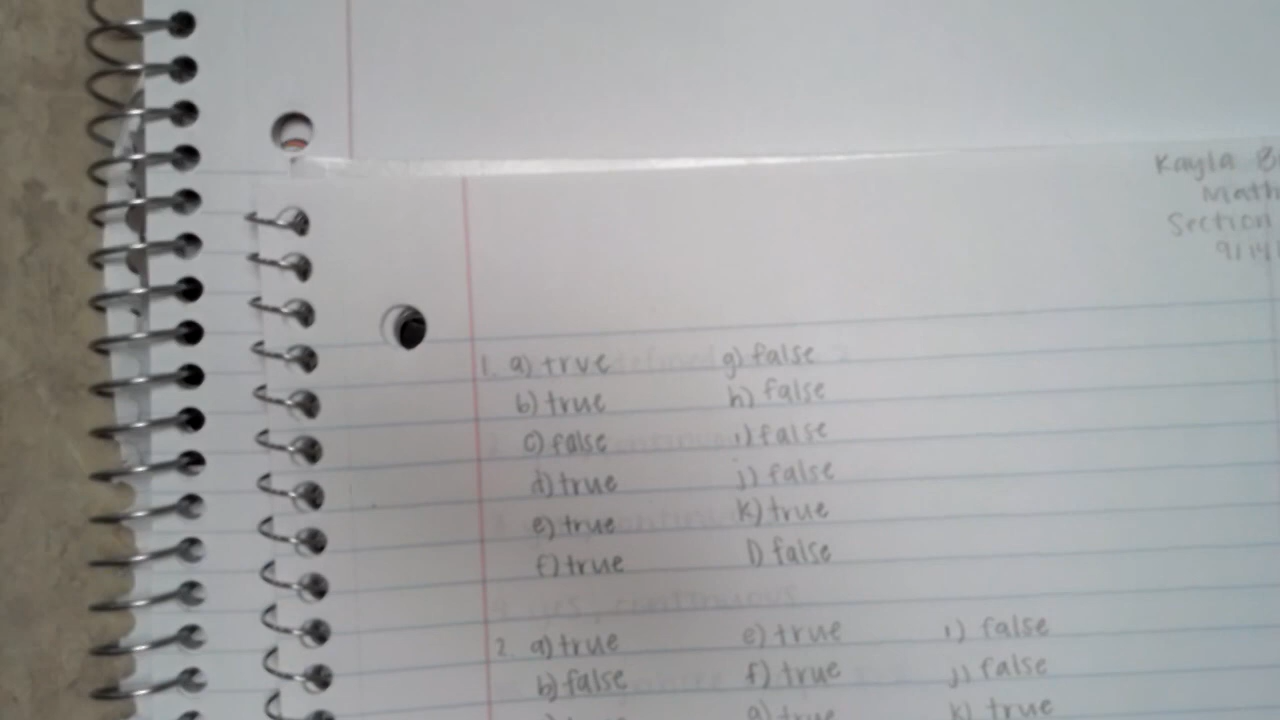 Kayla
Math
Section
1. a) true g) false
b) true h) false
c) false i) false
d) true j) false
e) true k) true
f) true l) false
2. a) true e) true i) false
b) false f) true j) false
g) true k) true